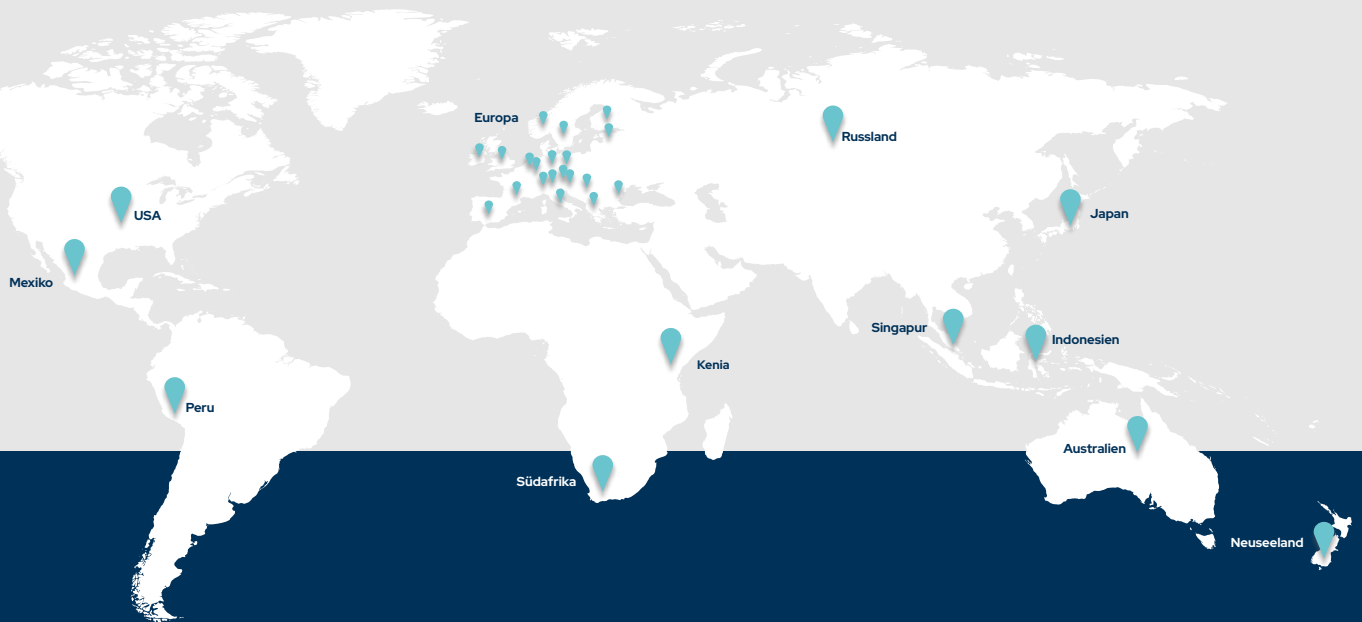 Europa
Russland
USA
Japan
Mexiko
Singapur
Indonesien
Kenia
Peru
Australien
Südafrika
Neuseeland